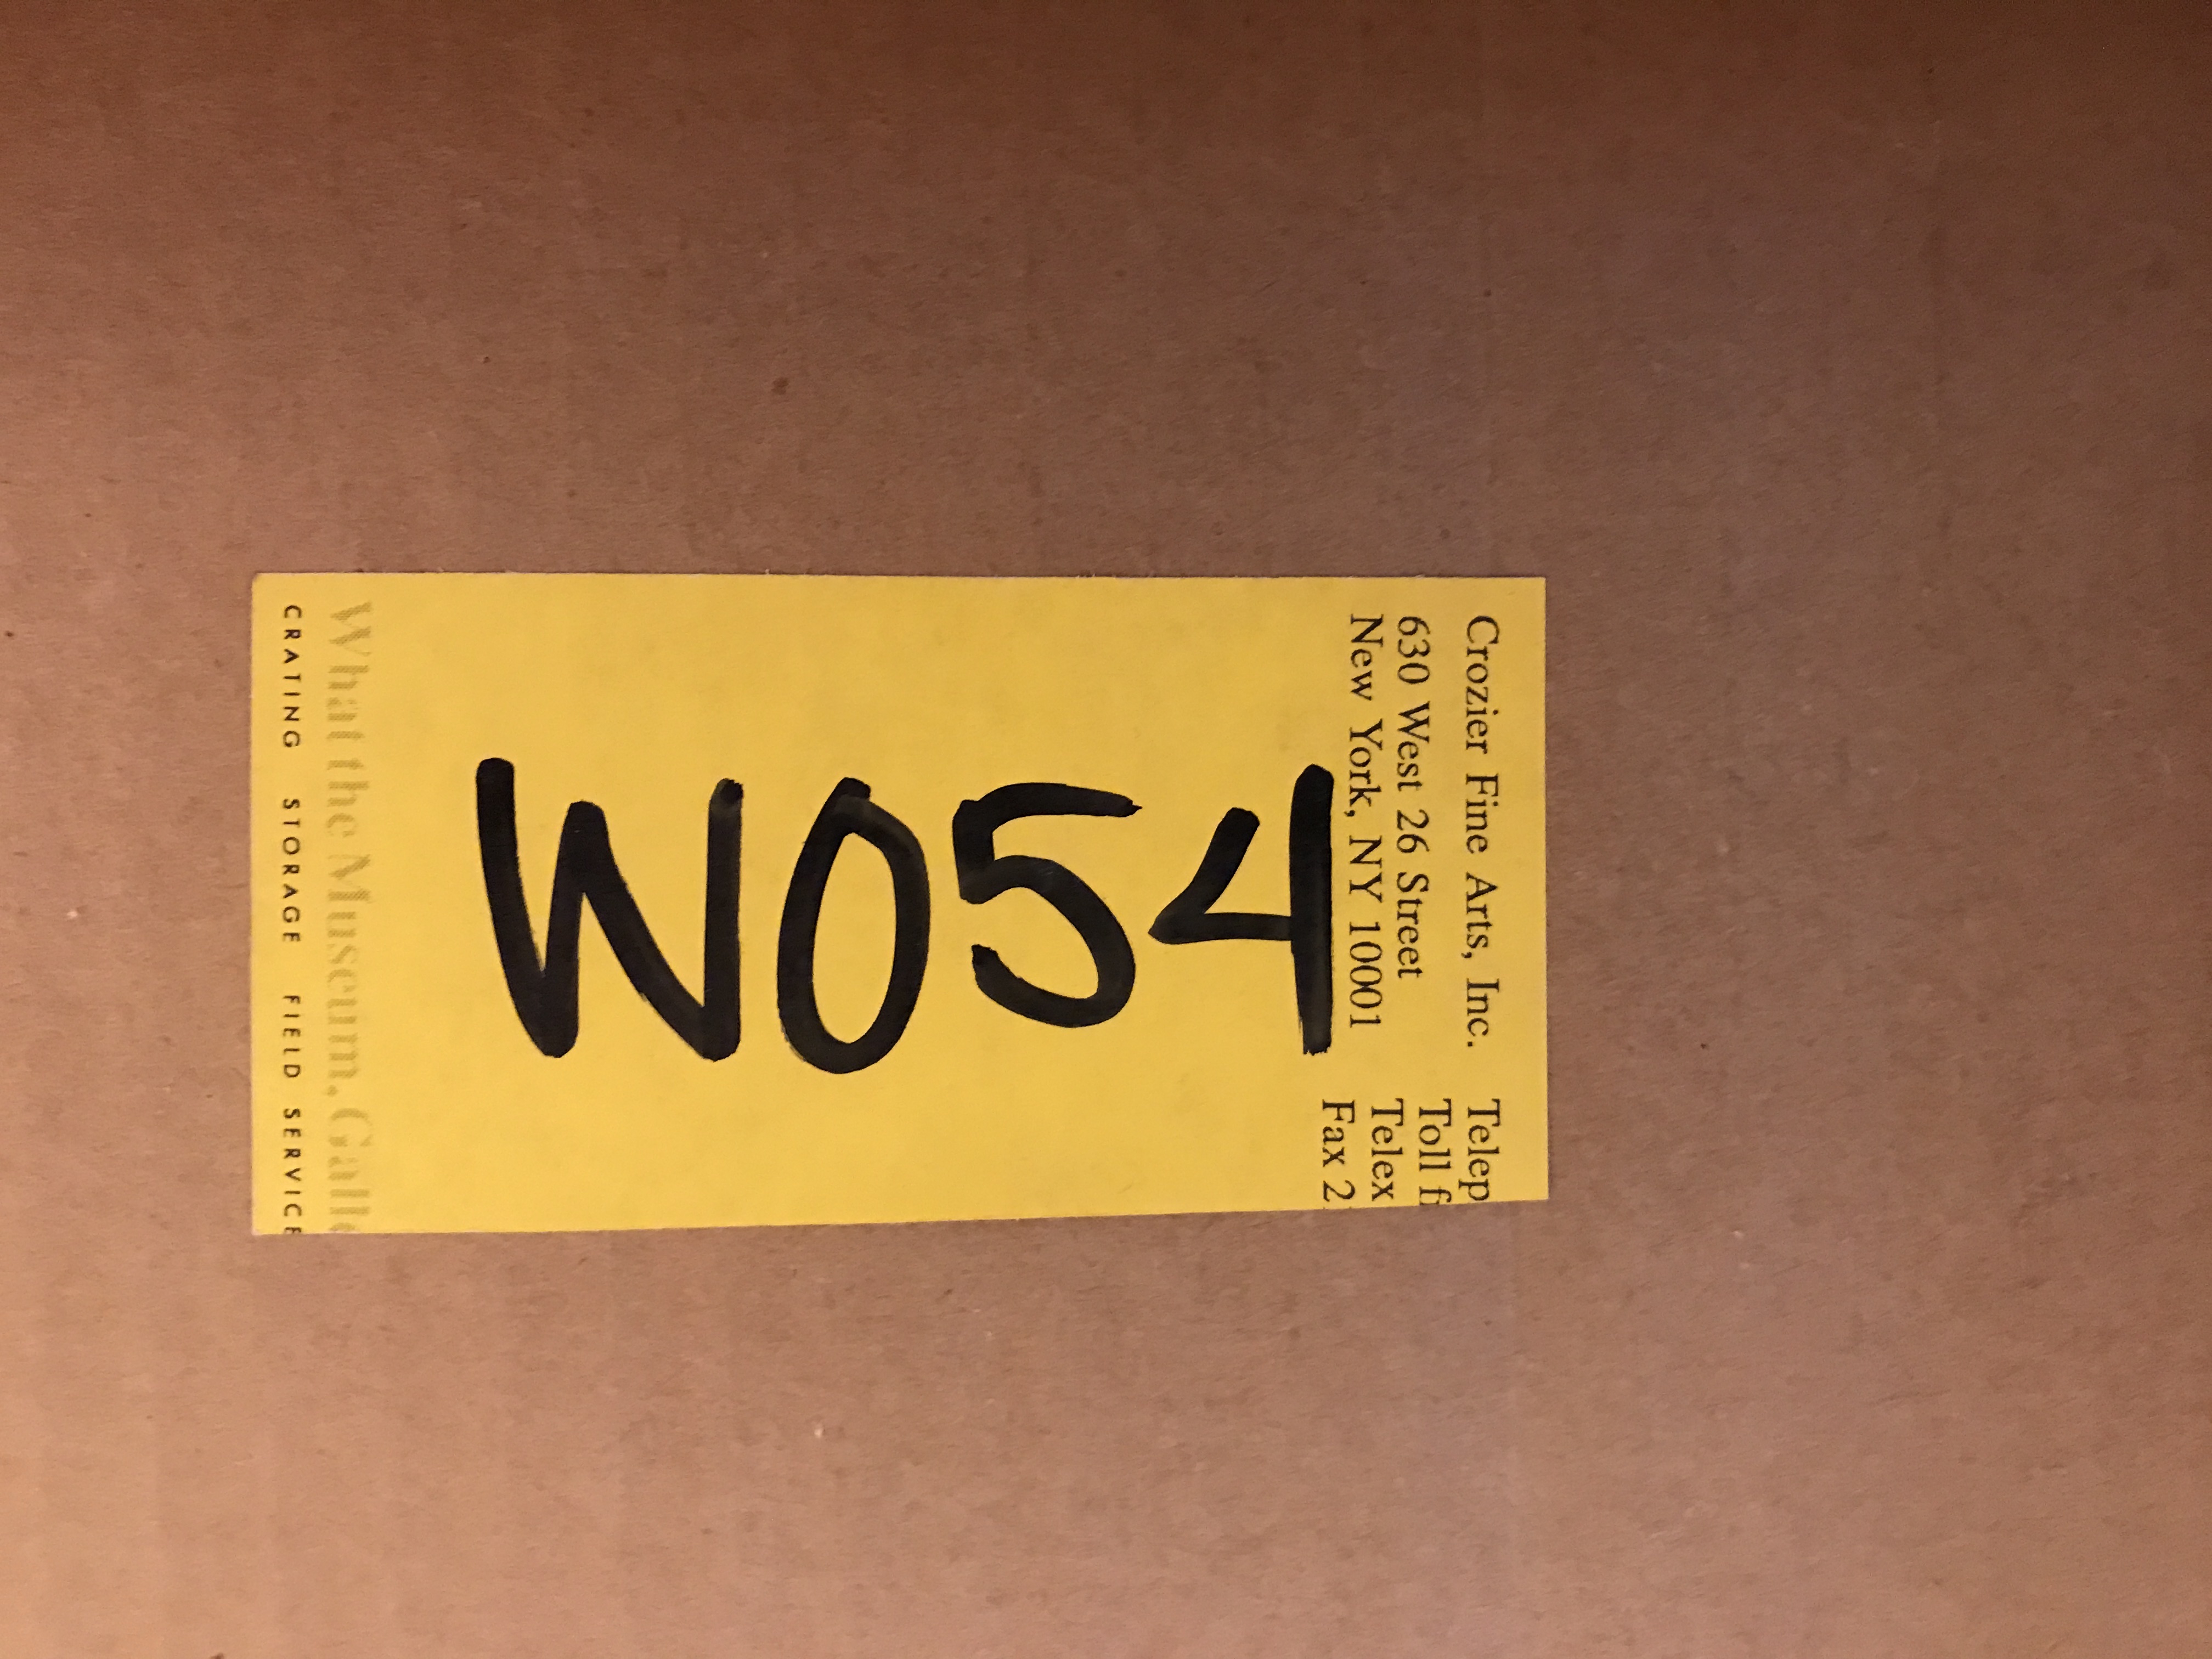 Crozier Fine Arts, Inc. Telep
630 West 26 Street Toll f
New York, NY 10001 Telex
Fax 2
W054
What the Museum, Gall
CRATING STORAGE FIELD SERVICE